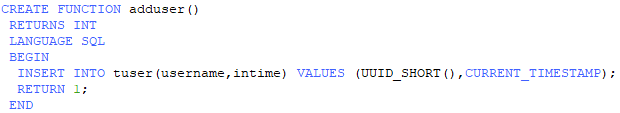 CREATE FUNCTION adduser()
RETURNS INT
LANGUAGE SQL
BEGIN
INSERT INTO tuser(username,intime) VALUES (UUID_SHORT(),CURRENT_TIMESTAMP);
RETURN 1;
END